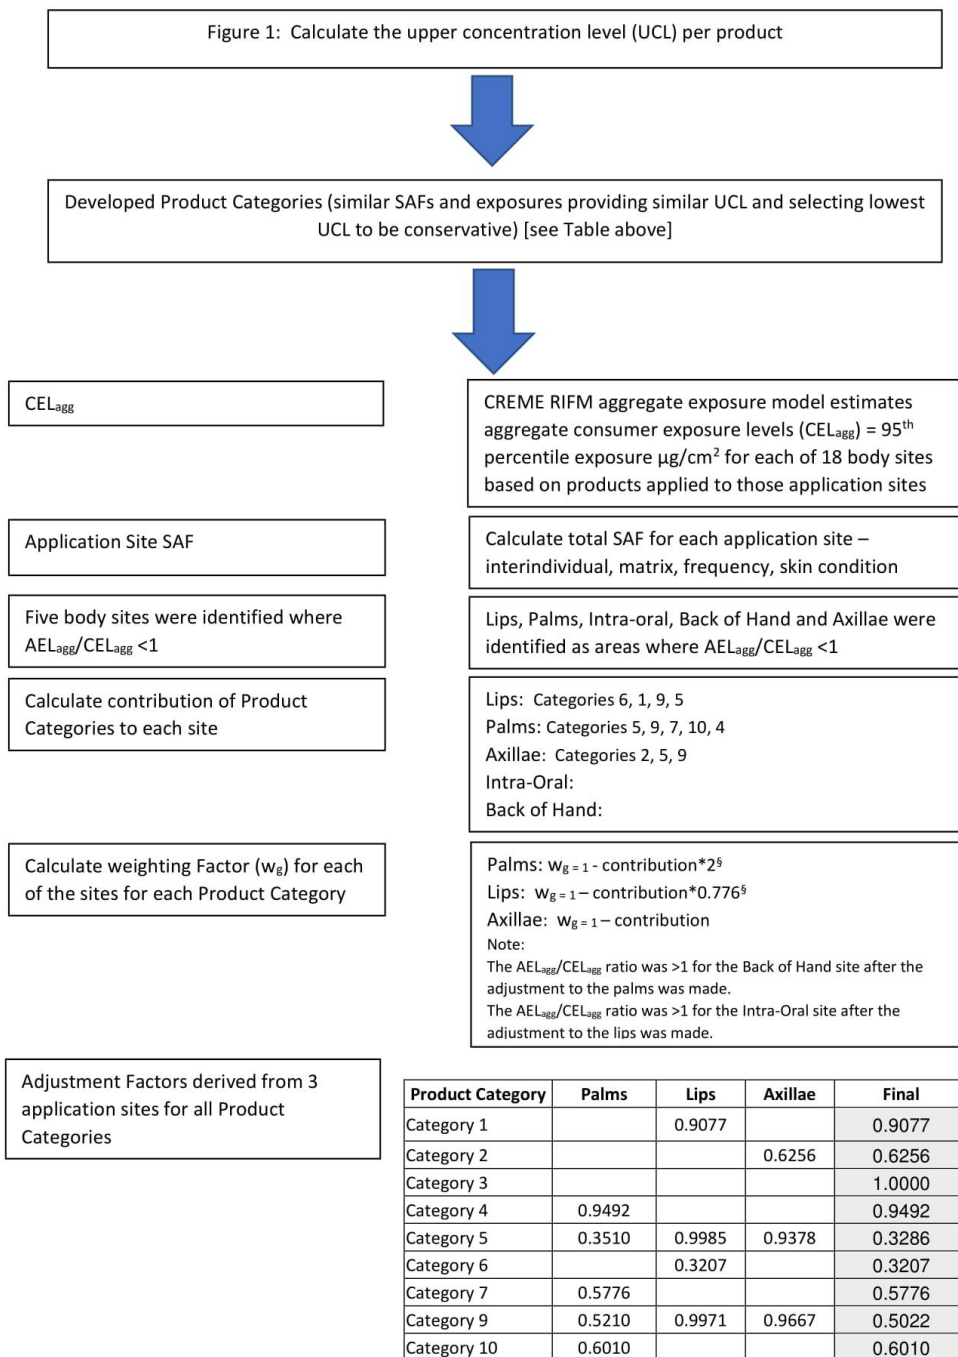 Figure 1: Calculate the upper concentration level (UCL) per product
Developed Product Categories (similar SAFs and exposures providing similar UCL and selecting lowest
UCL to be conservative) [see Table above]
CELagg
CREME RIFM aggregate exposure model estimates
aggregate consumer exposure levels (CELagg) = 95th
percentile exposure µg/cm² for each of 18 body sites
based on products applied to those application sites
Application Site SAF
Calculate total SAF for each application site –
interindividual, matrix, frequency, skin condition
Five body sites were identified where
AELagg/CELagg <1
Lips, Palms, Intra-oral, Back of Hand and Axillae were
identified as areas where AELagg/CELagg <1
Calculate contribution of Product
Categories to each site
Lips: Categories 6, 1, 9, 5
Palms: Categories 5, 9, 7, 10, 4
Axillae: Categories 2, 5, 9
Intra-Oral:
Back of Hand:
Calculate weighting Factor (wg) for each
of the sites for each Product Category
Palms: wg = 1 - contribution*2§
Lips: wg = 1 – contribution*0.776§
Axillae: wg = 1 – contribution
Note:
The AELagg/CELagg ratio was >1 for the Back of Hand site after the
adjustment to the palms was made.
The AELagg/CELagg ratio was >1 for the Intra-Oral site after the
adjustment to the lips was made.
Adjustment Factors derived from 3
application sites for all Product
Categories
Product Category Palms Lips Axillae Final
Category 1 0.9077 0.9077
Category 2 0.6256 0.6256
Category 3 1.0000
Category 4 0.9492 0.9492
Category 5 0.3510 0.9985 0.9378 0.3286
Category 6 0.3207 0.3207
Category 7 0.5776 0.5776
Category 9 0.5210 0.9971 0.9667 0.5022
Category 10 0.6010 0.6010